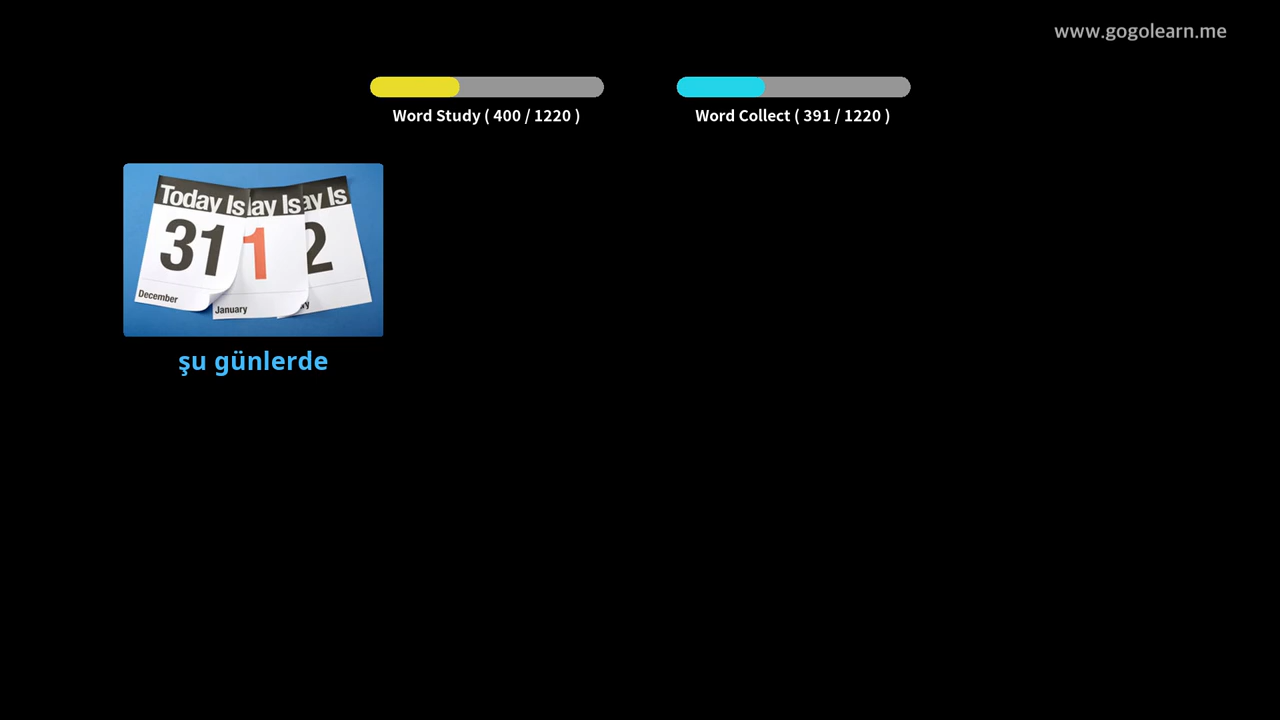 www.gogolearn.me
Word Study ( 400 / 1220 )
Word Collect ( 391 / 1220 )
Today Is
ay Is
ay Is
31
1
2
December
January
şu günlerde